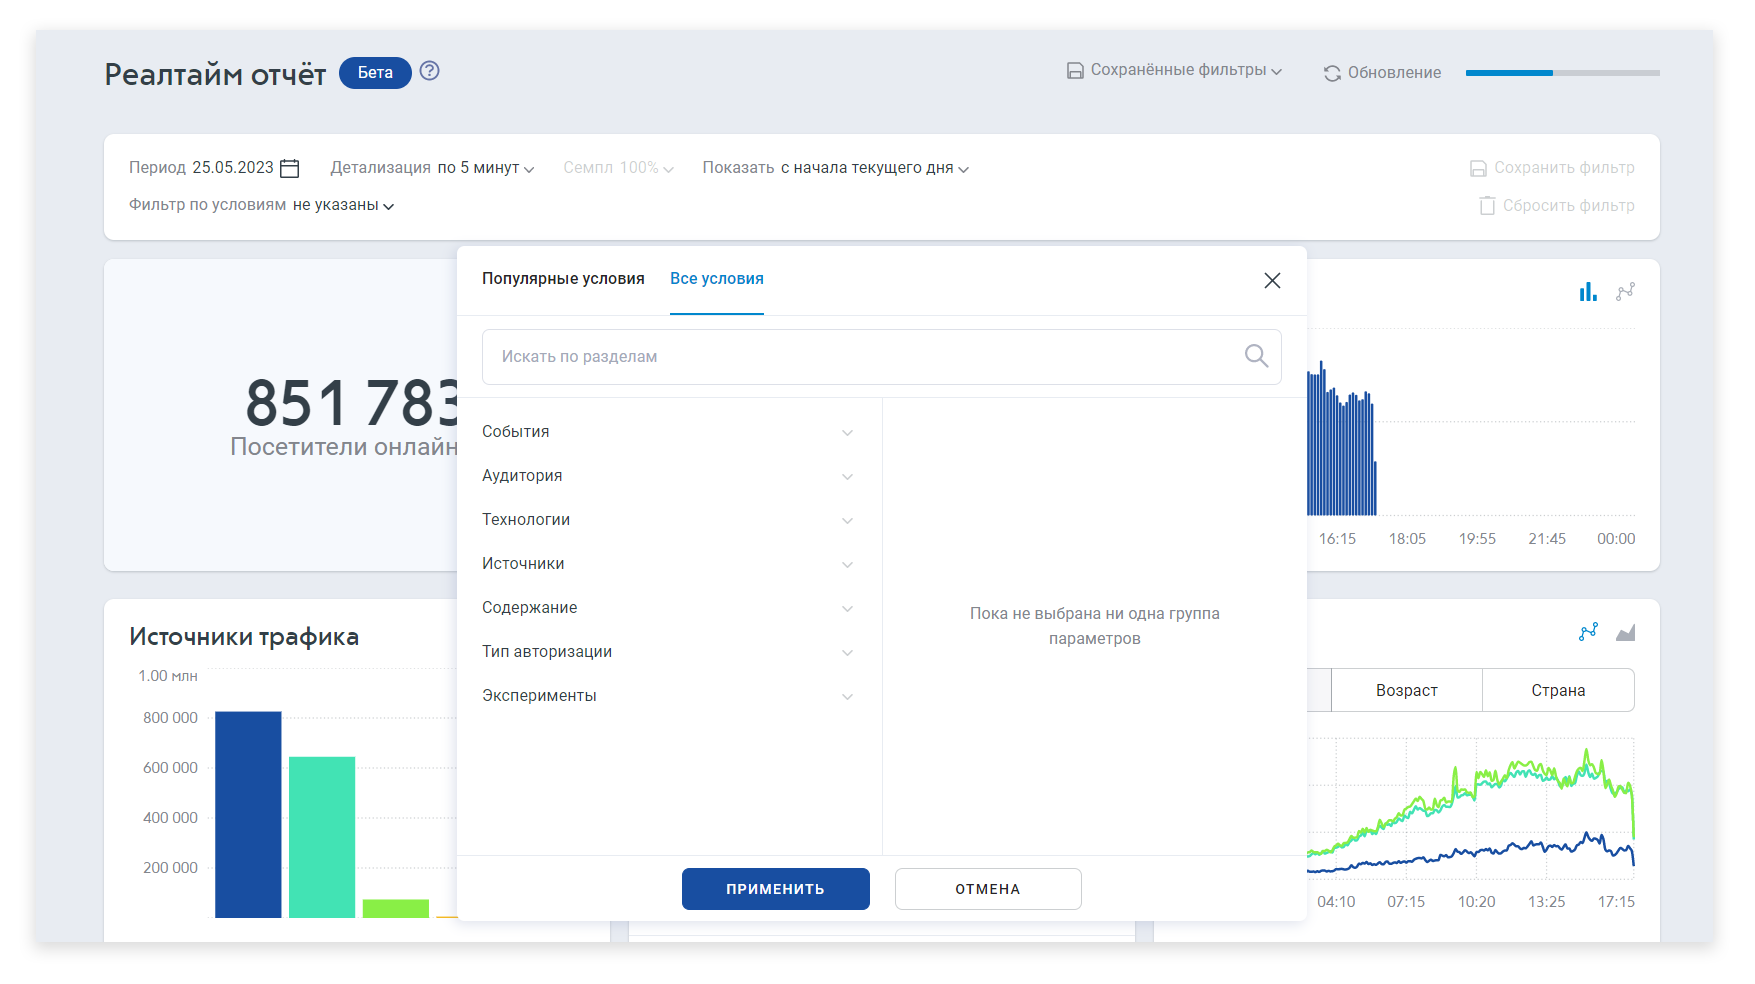 Реалтайм отчёт Бета ?
Сохранённые фильтры
Обновление
Период 25.05.2023
Детализация по 5 минут
Семпл 100%
Показать с начала текущего дня
Сохранить фильтр
Фильтр по условиям не указаны
Сбросить фильтр
Популярные условия
Все условия
Искать по разделам
События
Аудитория
Технологии
Источники
Содержание
Тип авторизации
Эксперименты
Пока не выбрана ни одна группа
параметров
ПРИМЕНИТЬ
ОТМЕНА
851 783
Посетители онлайн
16:15 18:05 19:55 21:45 00:00
Источники трафика
1.00 млн
800 000
600 000
400 000
200 000
Возраст
Страна
04:10 07:15 10:20 13:25 17:15